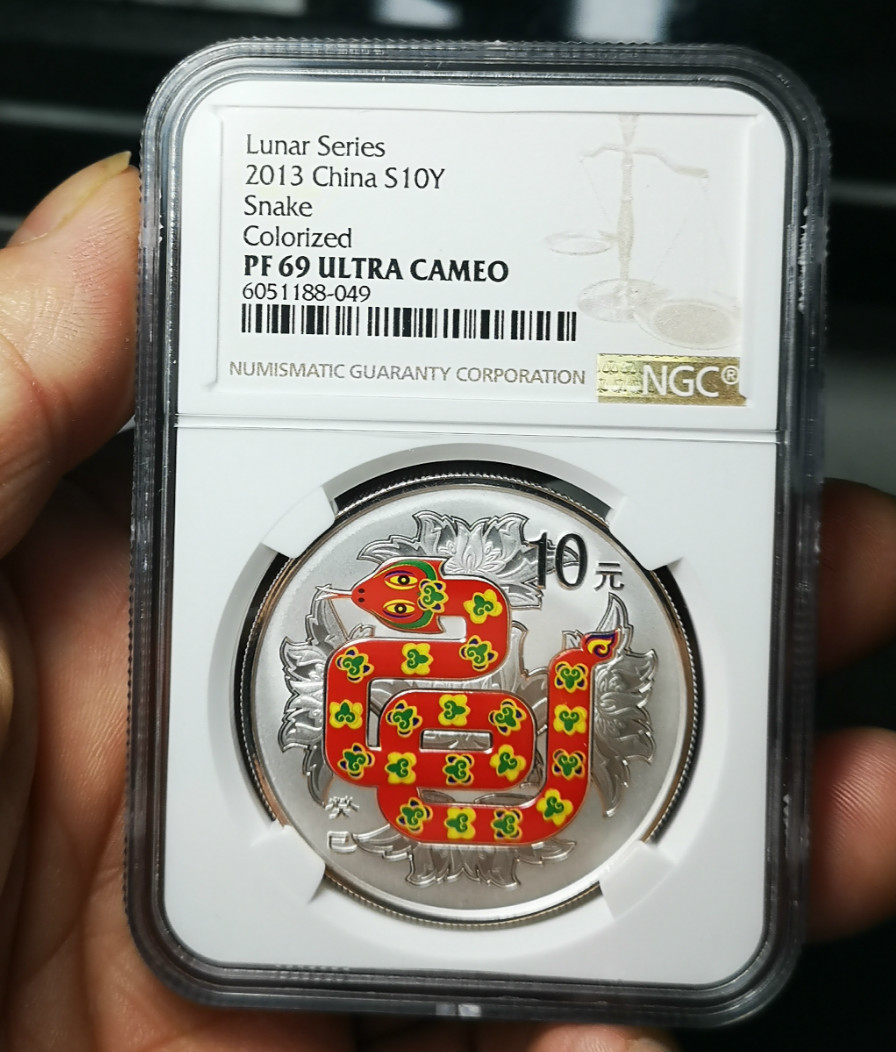 Lunar Series
2013 China S10Y
Snake
Colorized
PF 69 ULTRA CAMEO
6051188-049
NUMISMATIC GUARANTY CORPORATION
NGC®
10元
癸
巳